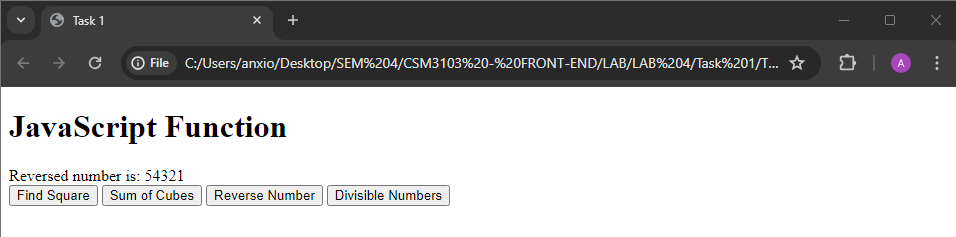 Task 1
File C:/Users/anxio/Desktop/SEM%204/CSM3103%20-%20FRONT-END/LAB/LAB%204/Task%201/T... A
JavaScript Function
Reversed number is: 54321
Find Square Sum of Cubes Reverse Number Divisible Numbers